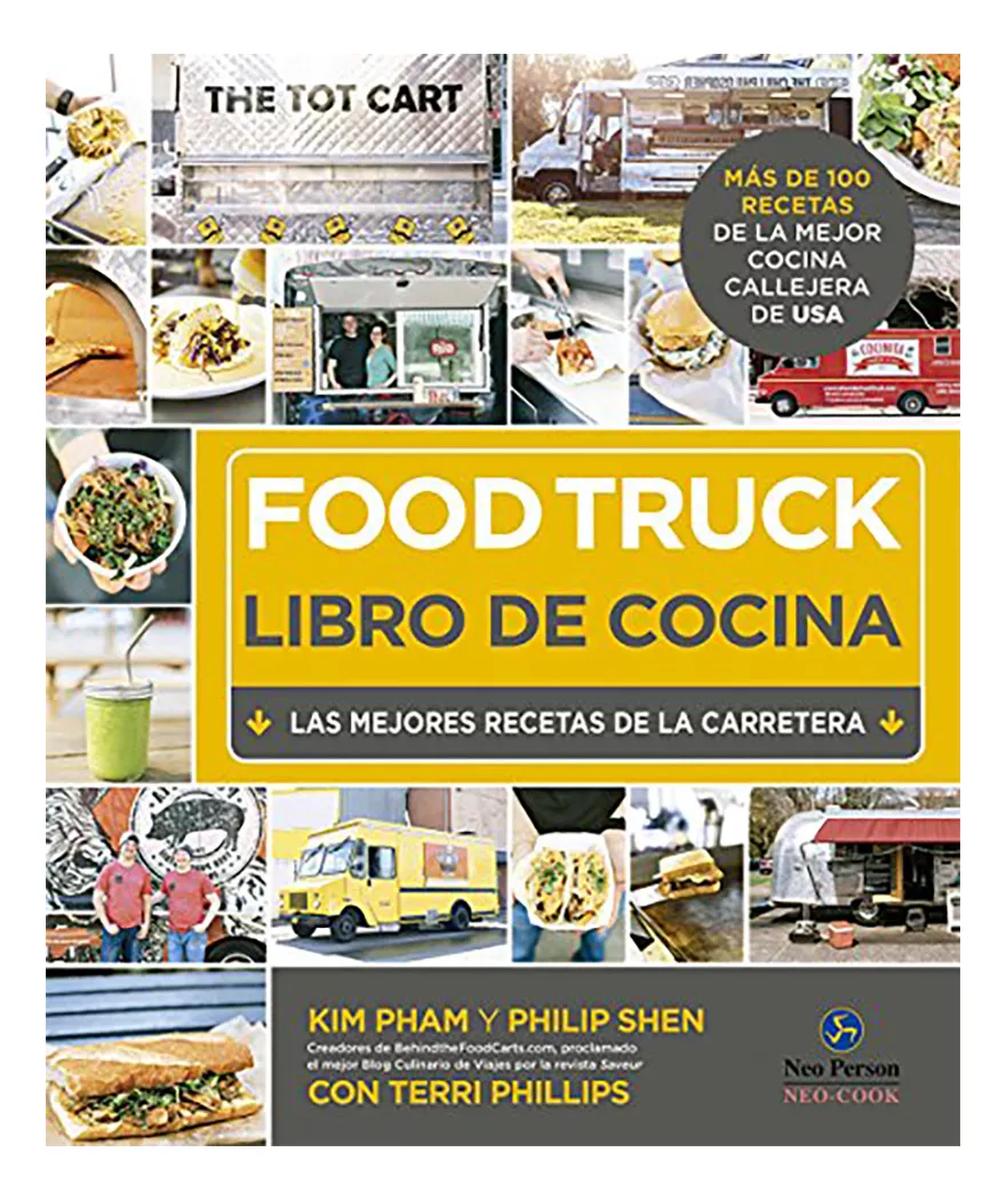 THE TOT CART
MÁS DE 100
RECETAS
DE LA MEJOR
COCINA
CALLEJERA
DE USA
COCINITA
FOOD TRUCK
LIBRO DE COCINA
LAS MEJORES RECETAS DE LA CARRETERA
KIM PHAM Y PHILIP SHEN
Creadores de BehindtheFoodCarts.com, proclamado
el mejor Blog Culinario de Viajes por la revista Saveur
CON TERRI PHILLIPS
Neo Person
NEO-COOK